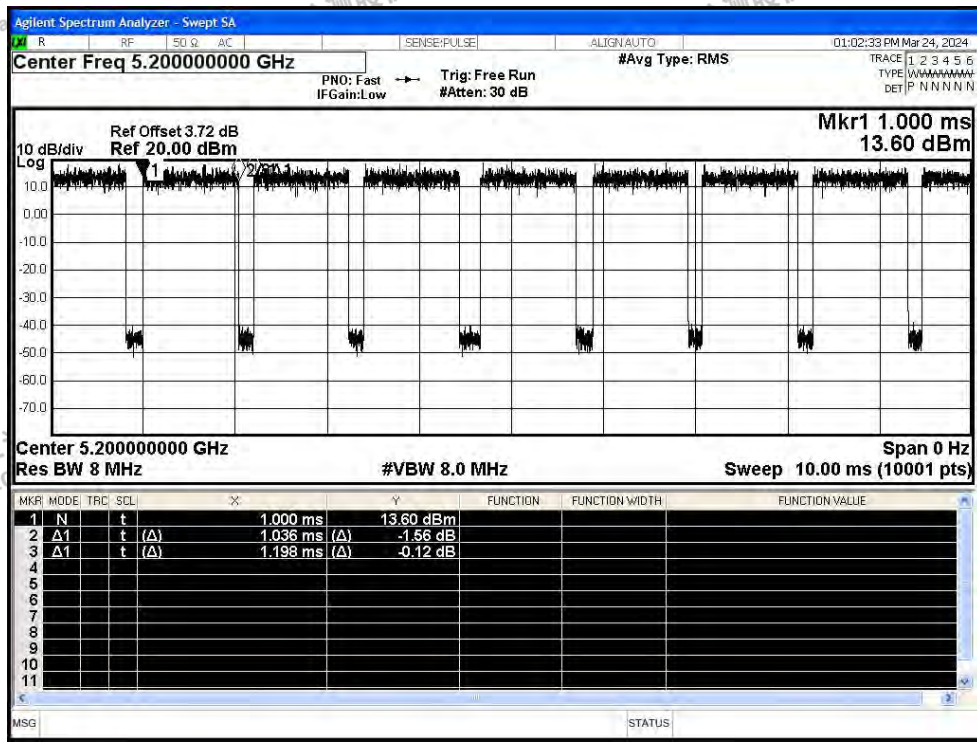 Agilent Spectrum Analyzer - Swept SA
LXI R RF 50 Ω AC SENSE:PULSE ALIGN AUTO 01:02:33 PM Mar 24, 2024
Center Freq 5.200000000 GHz
PNO: Fast
IFGain:Low
Trig: Free Run
#Atten: 30 dB
#Avg Type: RMS
TRACE 1 2 3 4 5 6
TYPE WWWWWW
DET P N N N N N
Mkr1 1.000 ms
13.60 dBm
Ref Offset 3.72 dB
10 dB/div Ref 20.00 dBm
Log
1
10.0
0.00
-10.0
-20.0
-30.0
-40.0
-50.0
-60.0
-70.0
Center 5.200000000 GHz Span 0 Hz
Res BW 8 MHz #VBW 8.0 MHz Sweep 10.00 ms (10001 pts)
MKR MODE TRC SCL X Y FUNCTION FUNCTION WIDTH FUNCTION VALUE
1 N t 1.000 ms 13.60 dBm
2 Δ1 t (Δ) 1.036 ms (Δ) -1.56 dB
3 Δ1 t (Δ) 1.198 ms (Δ) -0.12 dB
4
5
6
7
8
9
10
11
MSG STATUS